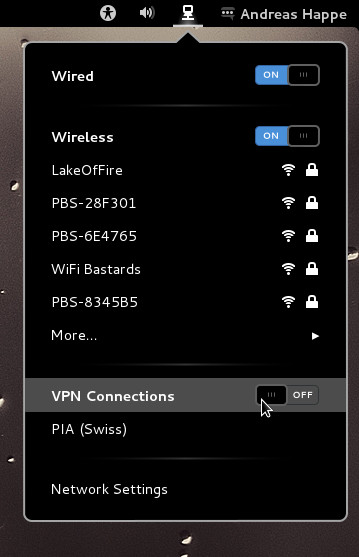 Andreas Happe
Wired ON
Wireless ON
LakeOfFire
PBS-28F301
PBS-6E4765
WiFi Bastards
PBS-8345B5
More...
VPN Connections OFF
PIA (Swiss)
Network Settings